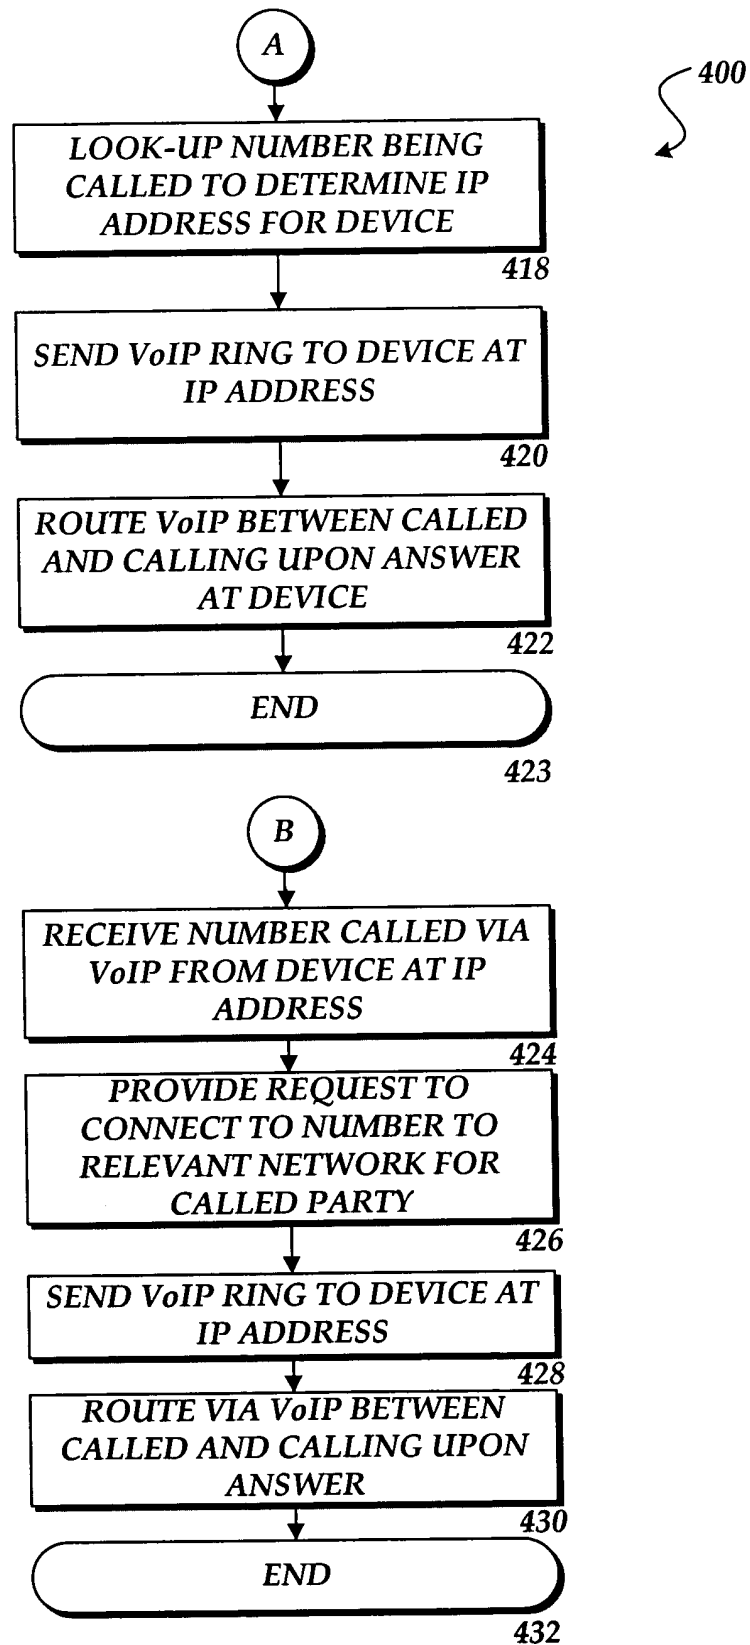 A
400
LOOK-UP NUMBER BEING
CALLED TO DETERMINE IP
ADDRESS FOR DEVICE
418
SEND VoIP RING TO DEVICE AT
IP ADDRESS
420
ROUTE VoIP BETWEEN CALLED
AND CALLING UPON ANSWER
AT DEVICE
422
END
423
B
RECEIVE NUMBER CALLED VIA
VoIP FROM DEVICE AT IP
ADDRESS
424
PROVIDE REQUEST TO
CONNECT TO NUMBER TO
RELEVANT NETWORK FOR
CALLED PARTY
426
SEND VoIP RING TO DEVICE AT
IP ADDRESS
428
ROUTE VIA VoIP BETWEEN
CALLED AND CALLING UPON
ANSWER
430
END
432